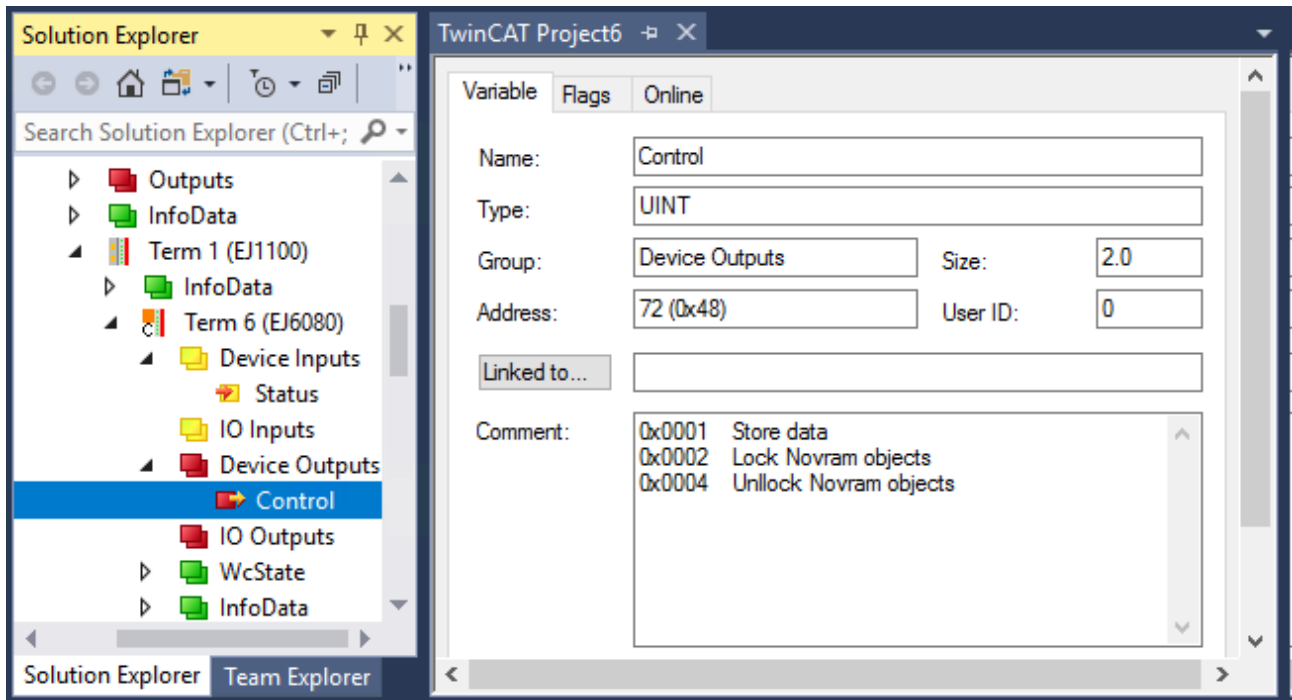 Solution Explorer
Search Solution Explorer (Ctrl+;
Outputs
InfoData
Term 1 (EJ1100)
InfoData
Term 6 (EJ6080)
Device Inputs
Status
IO Inputs
Device Outputs
Control
IO Outputs
WcState
InfoData
Solution Explorer
Team Explorer
TwinCAT Project6
Variable
Flags
Online
Name: Control
Type: UINT
Group: Device Outputs Size: 2.0
Address: 72 (0x48) User ID: 0
Linked to...
Comment: 0x0001 Store data
0x0002 Lock Novram objects
0x0004 Unllock Novram objects